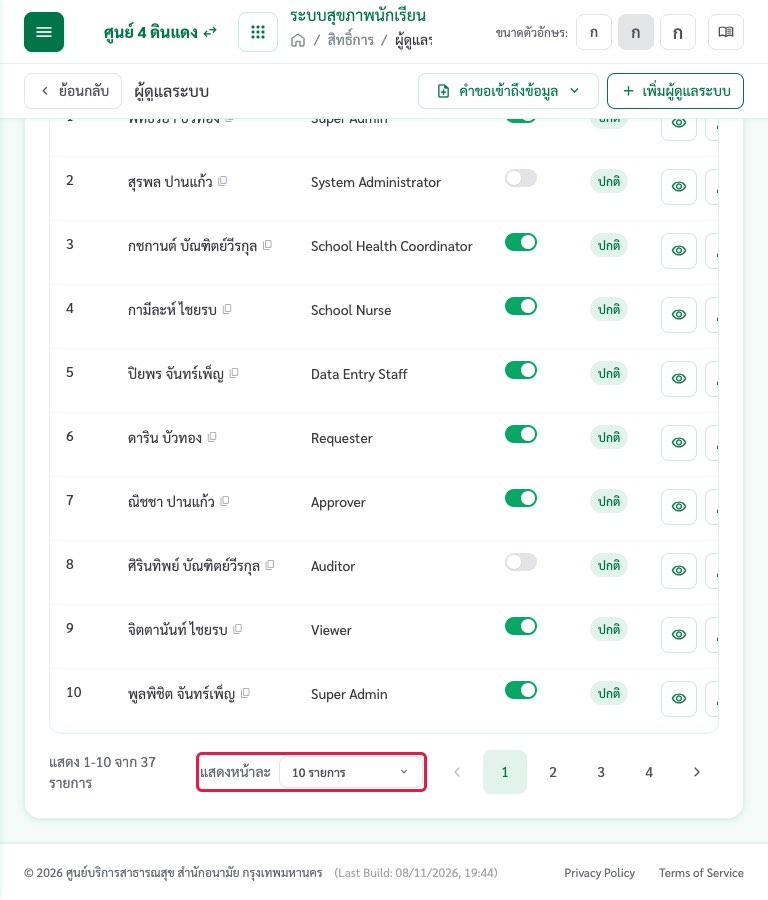 ศูนย์ 4 ดินแดง
ระบบสุขภาพนักเรียน
/ สิทธิ์การ /
ขนาดตัวอักษร: ก ก ก
ย้อนกลับ ผู้ดูแลระบบ คำขอเข้าถึงข้อมูล + เพิ่มผู้ดูแลระบบ
2 สุรพล ปานแก้ว System Administrator ปกติ
3 กชกานต์ บัณฑิตย์วีรกุล School Health Coordinator ปกติ
4 กามีละห์ ไชยรบ School Nurse ปกติ
5 ปิยพร จันทร์เพ็ญ Data Entry Staff ปกติ
6 ดาริน บัวทอง Requester ปกติ
7 ณิชชา ปานแก้ว Approver ปกติ
8 ศิรินทิพย์ บัณฑิตย์วีรกุล Auditor ปกติ
9 จิตตานันท์ ไชยรบ Viewer ปกติ
10 พูลพิชิต จันทร์เพ็ญ Super Admin ปกติ
แสดง 1-10 จาก 37
รายการ
แสดงหน้าละ 10 รายการ 1 2 3 4
© 2026 ศูนย์บริการสาธารณสุข สำนักอนามัย กรุงเทพมหานคร (Last Build: 08/11/2026, 19:44) Privacy Policy Terms of Service